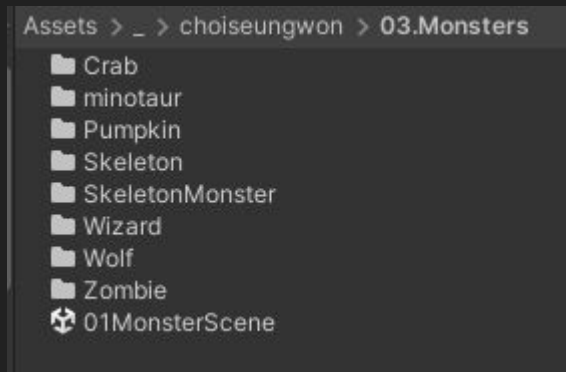 Assets > _ > choiseungwon > 03.Monsters
Crab
minotaur
Pumpkin
Skeleton
SkeletonMonster
Wizard
Wolf
Zombie
01MonsterScene